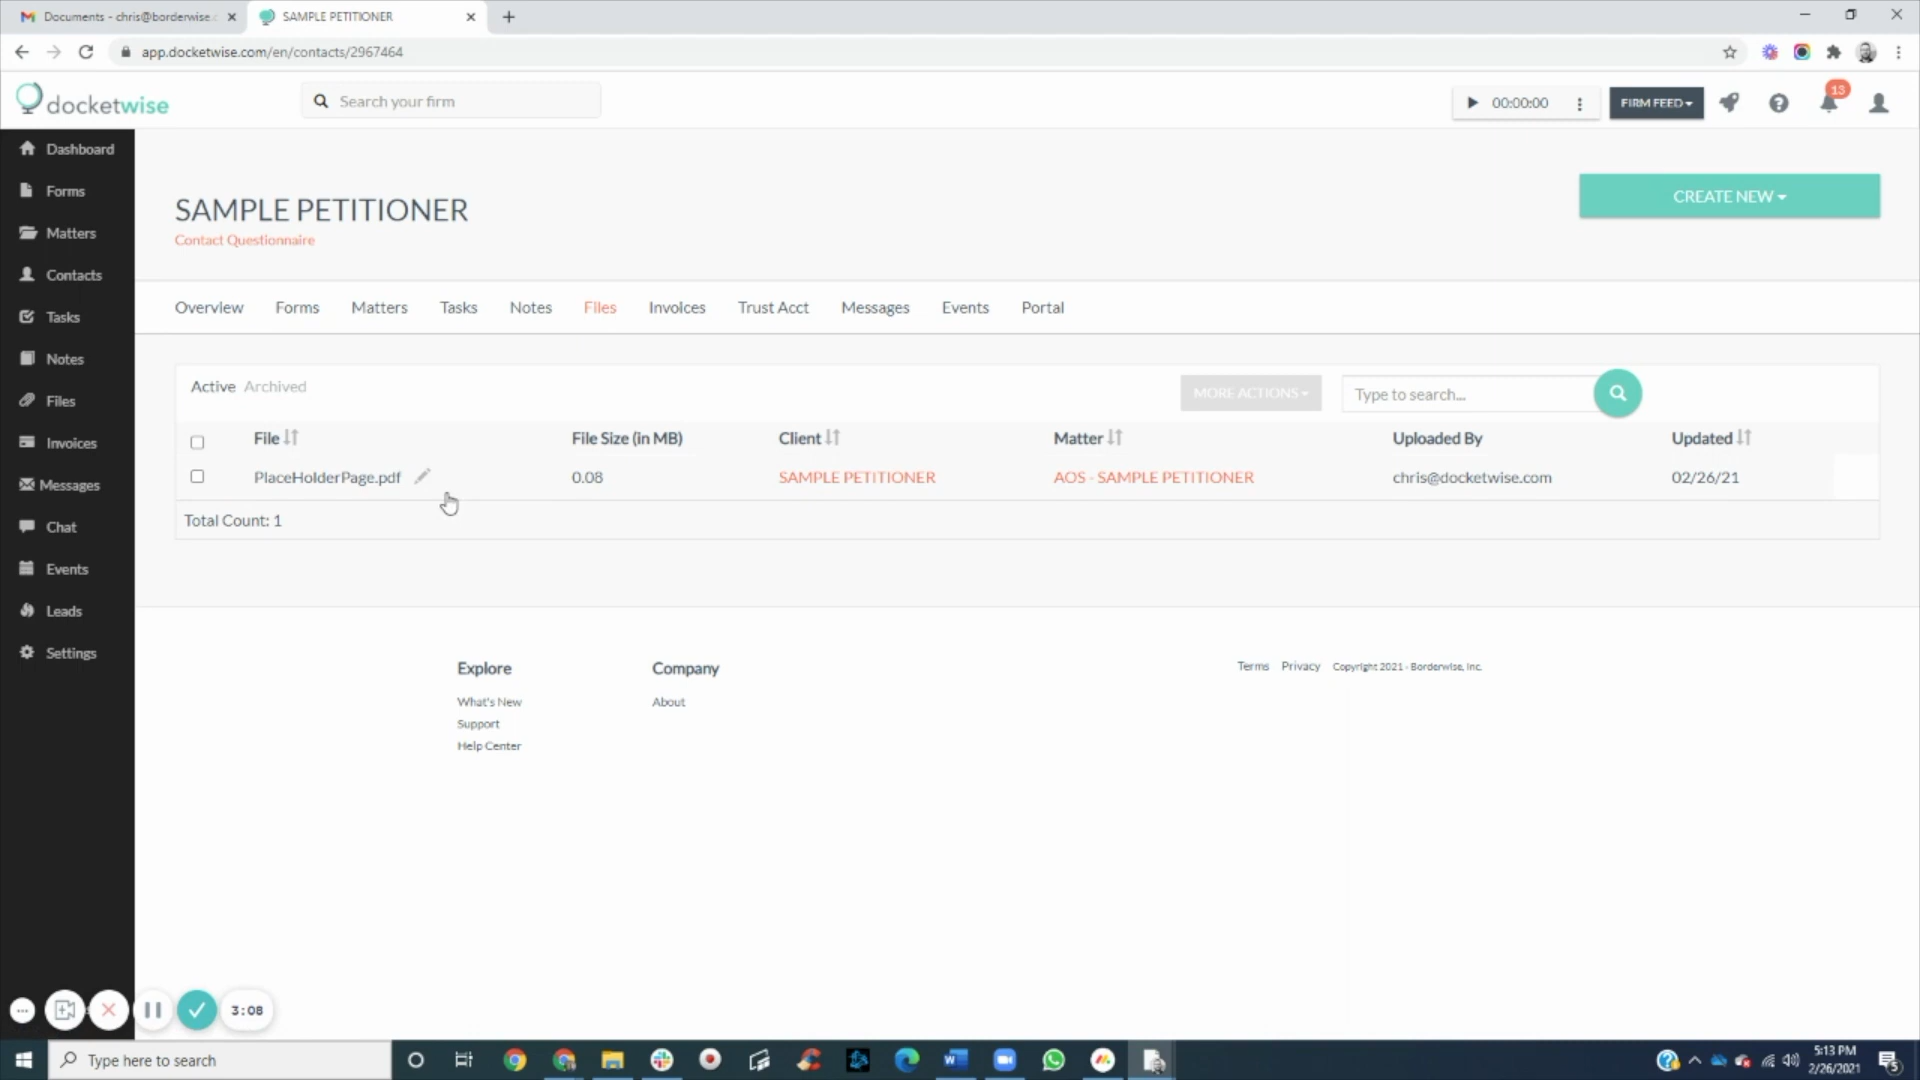 Documents - chris@borderwise.c
SAMPLE PETITIONER
app.docketwise.com/en/contacts/2967464
docketwise
Search your firm
00:00:00
FIRM FEED
13
Dashboard
Forms
Matters
Contacts
Tasks
Notes
Files
Invoices
Messages
Chat
Events
Leads
Settings
SAMPLE PETITIONER
Contact Questionnaire
CREATE NEW
Overview Forms Matters Tasks Notes Files Invoices Trust Acct Messages Events Portal
Active Archived
MORE ACTIONS
Type to search...
File File Size (in MB) Client Matter Uploaded By Updated
PlaceHolderPage.pdf 0.08 SAMPLE PETITIONER AOS - SAMPLE PETITIONER chris@docketwise.com 02/26/21
Total Count: 1
Explore
What's New
Support
Help Center
Company
About
Terms Privacy Copyright 2021 - Borderwise, Inc.
3:08
Type here to search
5:13 PM
2/26/2021
5